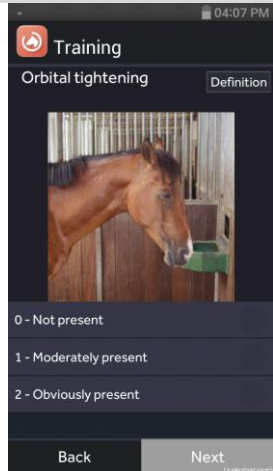 04:07 PM
Training
Orbital tightening
Definition
0 - Not present
1 - Moderately present
2 - Obviously present
Back
Next